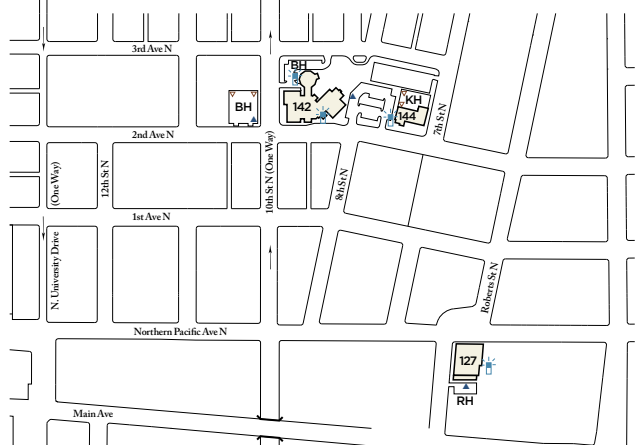 3rd Ave N
BH
BH
142
KH
144
2nd Ave N
7th St N
(One Way)
12th St N
10th St N (One Way)
8th St N
1st Ave N
N. University Drive
Roberts St N
Northern Pacific Ave N
127
RH
Main Ave